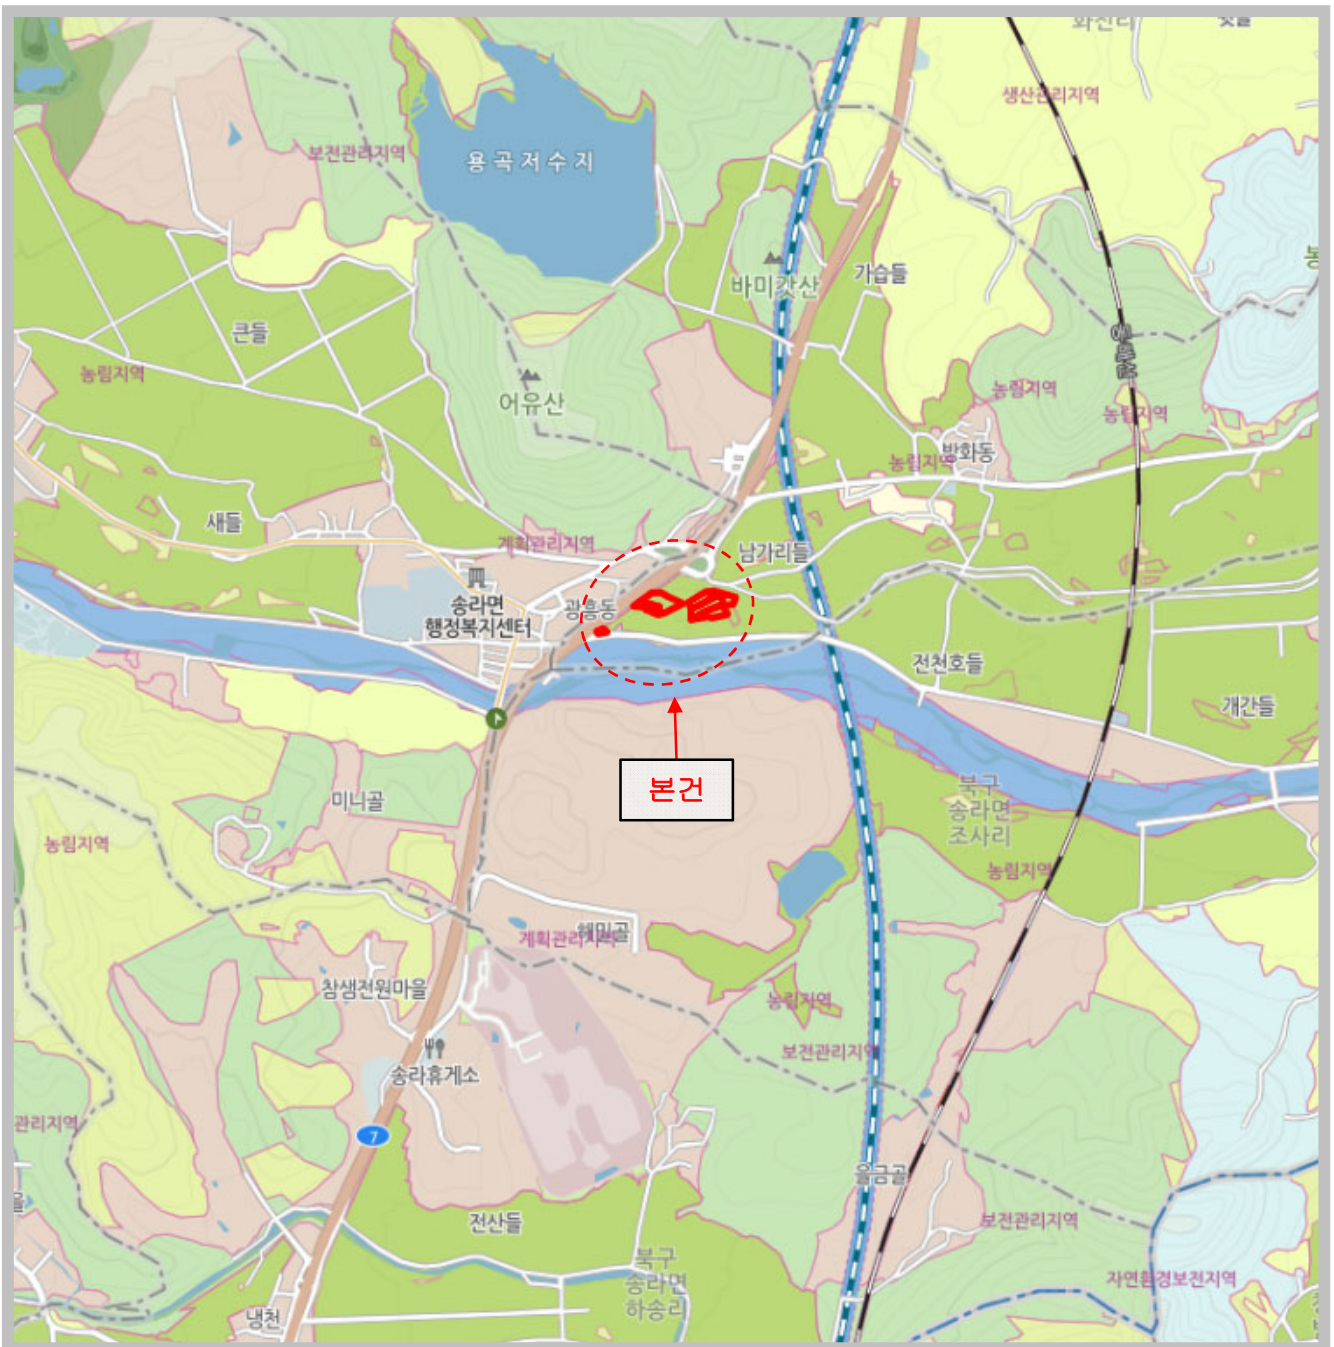 화진리
생산관리지역
보전관리지역
용곡저수지
바미갓산
가습들
큰들
농림지역
어유산
농림지역
농림지역
방화동
농림지역
새들
계획관리지역
남가리들
송라면
행정복지센터
광흥동
전천호들
개간들
본건
미니골
북구
송라면
조사리
농림지역
농림지역
해밀골
계획관리지역
참샘전원마을
농림지역
보전관리지역
송라휴게소
관리지역
7
을금골
전산들
보전관리지역
북구
송라면
하송리
자연환경보전지역
냉천